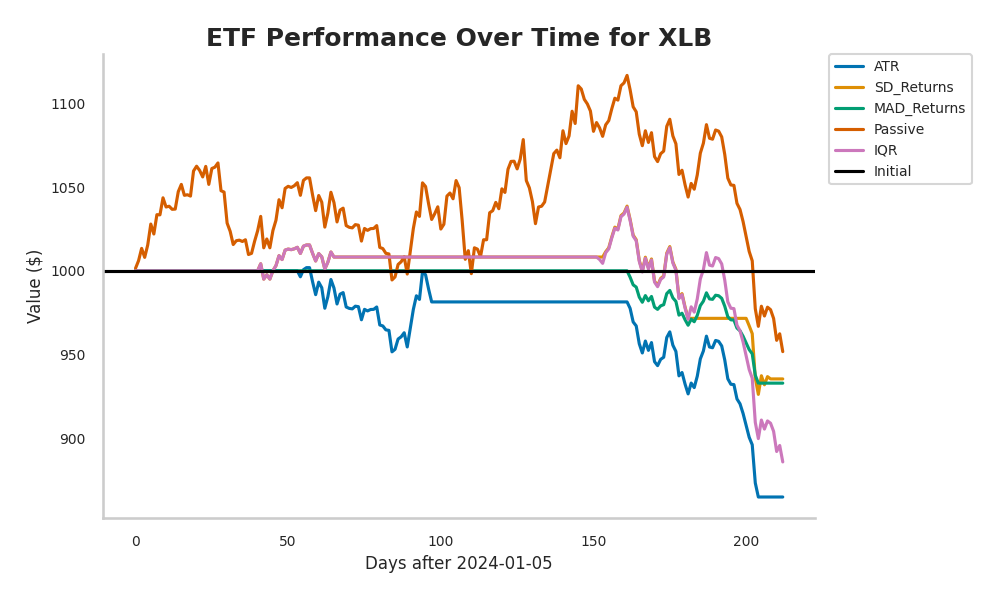 ETF Performance Over Time for XLB
ATR
SD_Returns
MAD_Returns
Passive
IQR
Initial
Value ($)
1100
1050
1000
950
900
0 50 100 150 200
Days after 2024-01-05